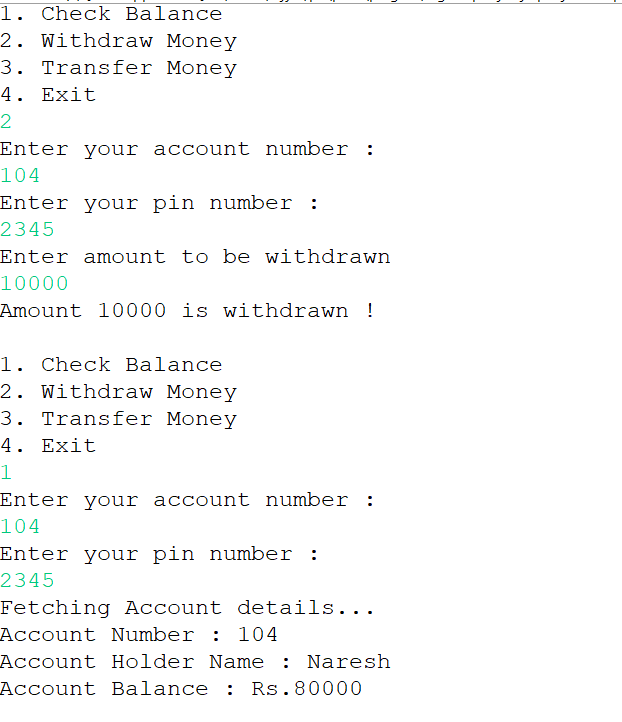 1. Check Balance
2. Withdraw Money
3. Transfer Money
4. Exit
2
Enter your account number :
104
Enter your pin number :
2345
Enter amount to be withdrawn
10000
Amount 10000 is withdrawn !
1. Check Balance
2. Withdraw Money
3. Transfer Money
4. Exit
1
Enter your account number :
104
Enter your pin number :
2345
Fetching Account details...
Account Number : 104
Account Holder Name : Naresh
Account Balance : Rs.80000